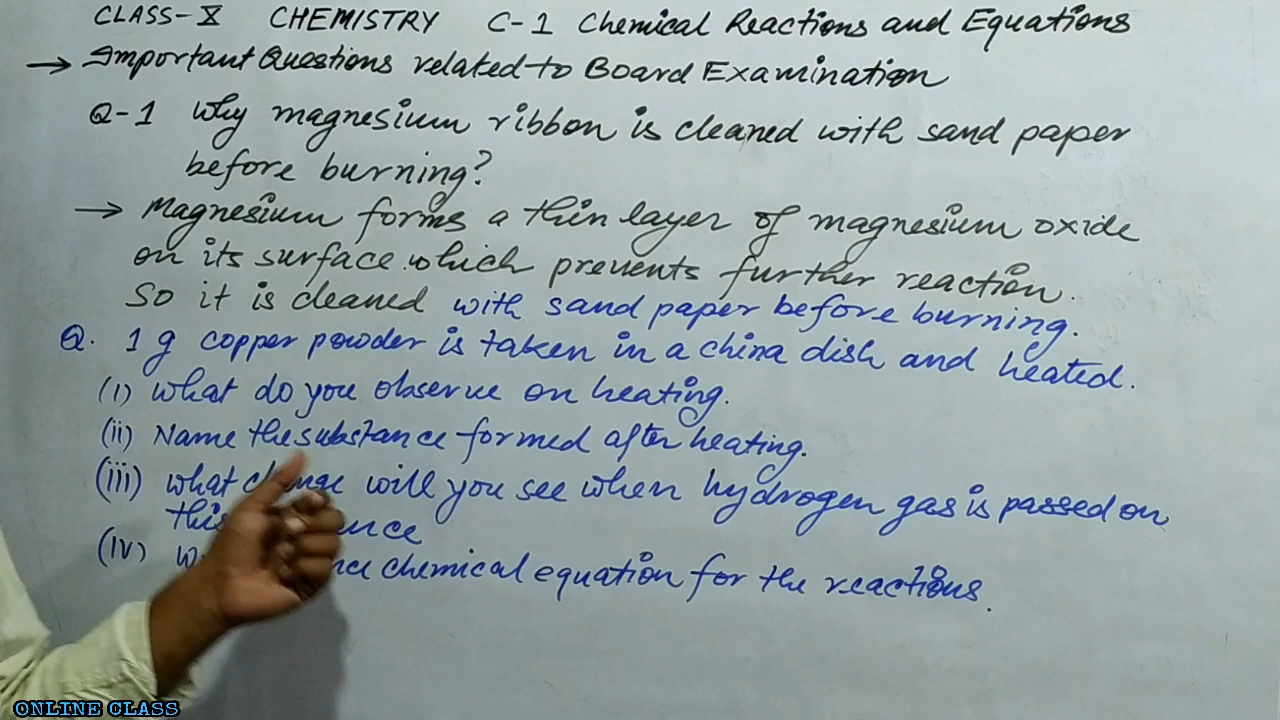 CLASS-X CHEMISTRY C-1 Chemical Reactions and Equations
→ Important Questions related to Board Examination
Q-1 Why magnesium ribbon is cleaned with sand paper
before burning?
→ Magnesium forms a thin layer of magnesium oxide
on its surface which prevents further reaction.
So it is cleaned with sand paper before burning.
Q. 1 g copper powder is taken in a china dish and heated.
(i) What do you observe on heating.
(ii) Name the substance formed after heating.
(iii) what will you see when hydrogen gas is passed on
(iv) chemical equation for the reactions.
ONLINE CLASS